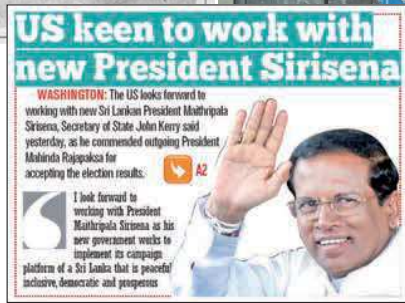 US keen to work with
new President Sirisena
WASHINGTON: The US looks forward to
working with new Sri Lankan President Maithripala
Sirisena, Secretary of State John Kerry said
yesterday, as he commended outgoing President
Mahinda Rajapaksa for
accepting the election results.
A2
I look forward to
working with President
Maithripala Sirisena as his
new government works to
implement its campaign
platform of a Sri Lanka that is peaceful
inclusive, democratic and prosperous